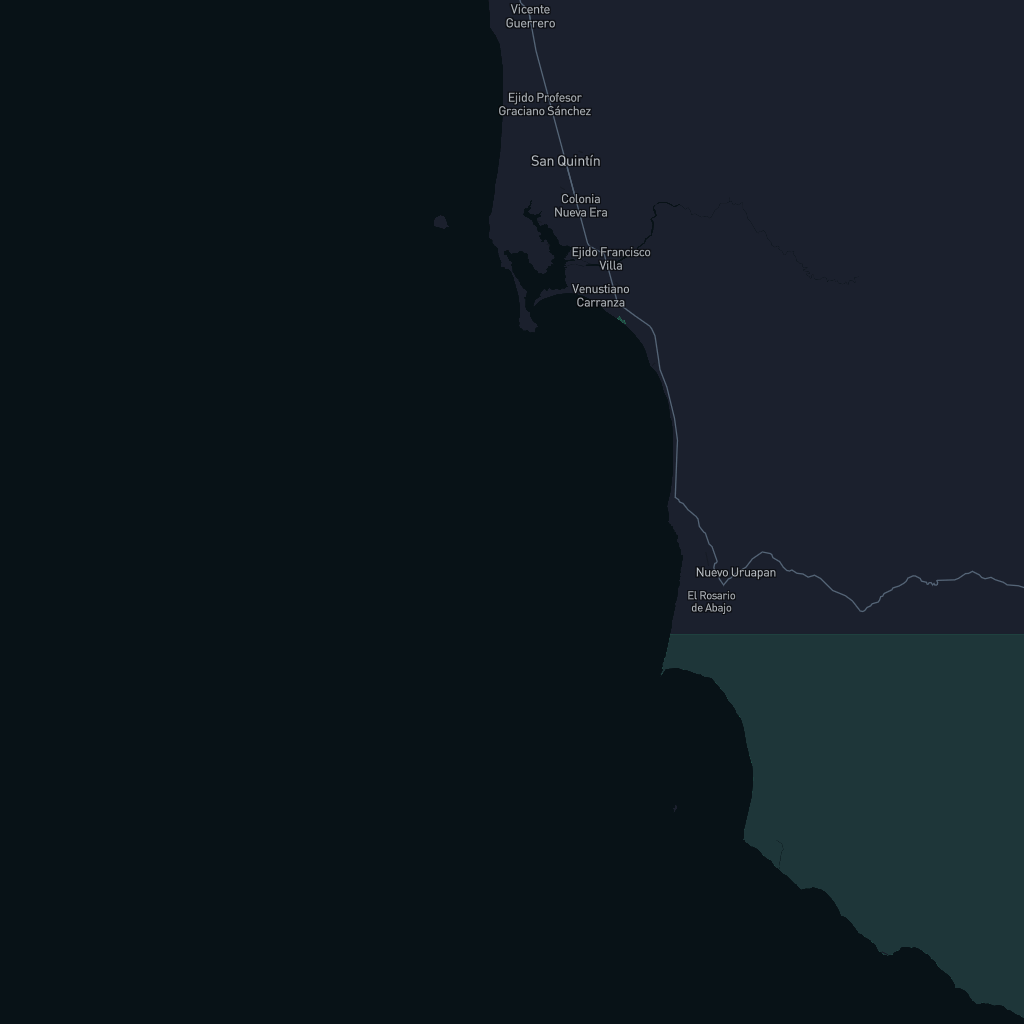 Vicente
Guerrero
Ejido Profesor
Graciano Sánchez
San Quintín
Colonia
Nueva Era
Ejido Francisco
Villa
Venustiano
Carranza
Nuevo Uruapan
El Rosario
de Abajo